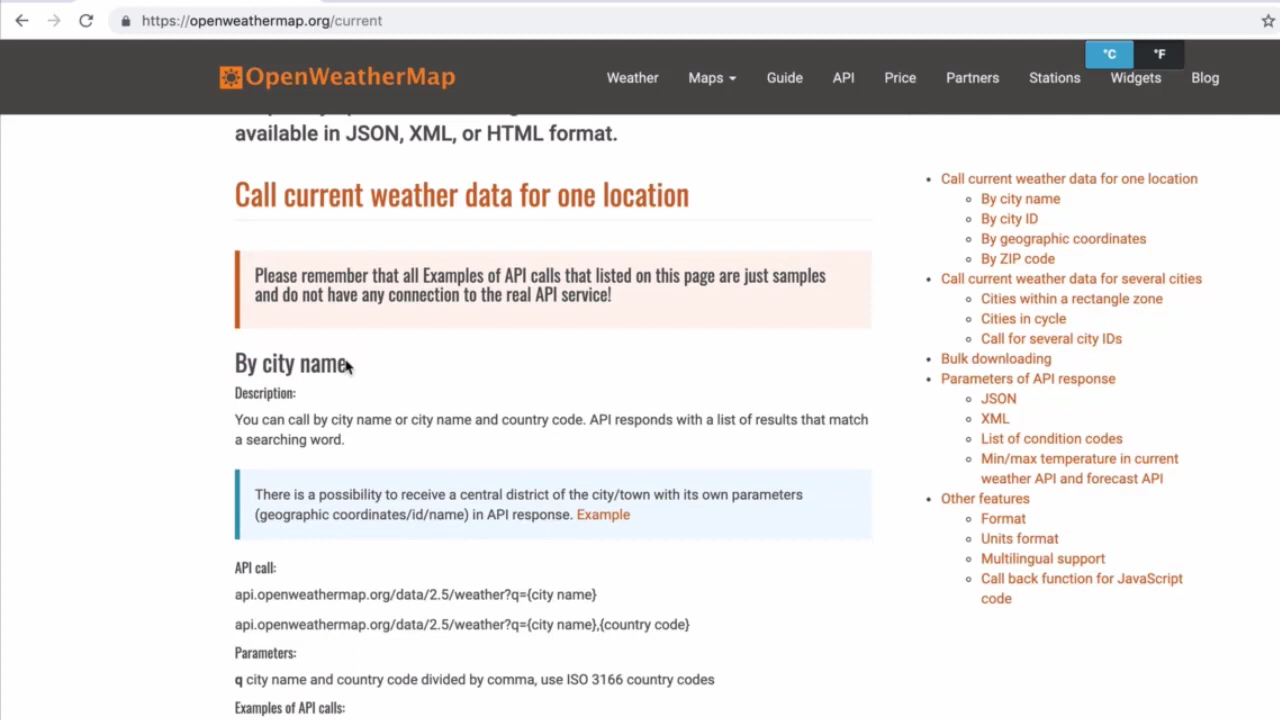 https://openweathermap.org/current
°C
°F
OpenWeatherMap
Weather
Maps
Guide
API
Price
Partners
Stations
Widgets
Blog
available in JSON, XML, or HTML format.
Call current weather data for one location
Please remember that all Examples of API calls that listed on this page are just samples
and do not have any connection to the real API service!
By city name
Description:
You can call by city name or city name and country code. API responds with a list of results that match
a searching word.
There is a possibility to receive a central district of the city/town with its own parameters
(geographic coordinates/id/name) in API response. Example
API call:
api.openweathermap.org/data/2.5/weather?q={city name}
api.openweathermap.org/data/2.5/weather?q={city name},{country code}
Parameters:
q city name and country code divided by comma, use ISO 3166 country codes
Examples of API calls:
Call current weather data for one location
By city name
By city ID
By geographic coordinates
By ZIP code
Call current weather data for several cities
Cities within a rectangle zone
Cities in cycle
Call for several city IDs
Bulk downloading
Parameters of API response
JSON
XML
List of condition codes
Min/max temperature in current
weather API and forecast API
Other features
Format
Units format
Multilingual support
Call back function for JavaScript
code